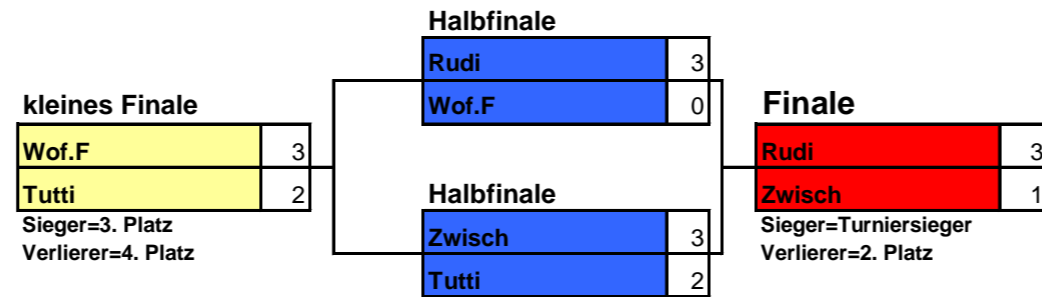 Halbfinale
Rudi 3
Wof.F 0
kleines Finale
Wof.F 3
Tutti 2
Sieger=3. Platz
Verlierer=4. Platz
Halbfinale
Zwisch 3
Tutti 2
Finale
Rudi 3
Zwisch 1
Sieger=Turniersieger
Verlierer=2. Platz